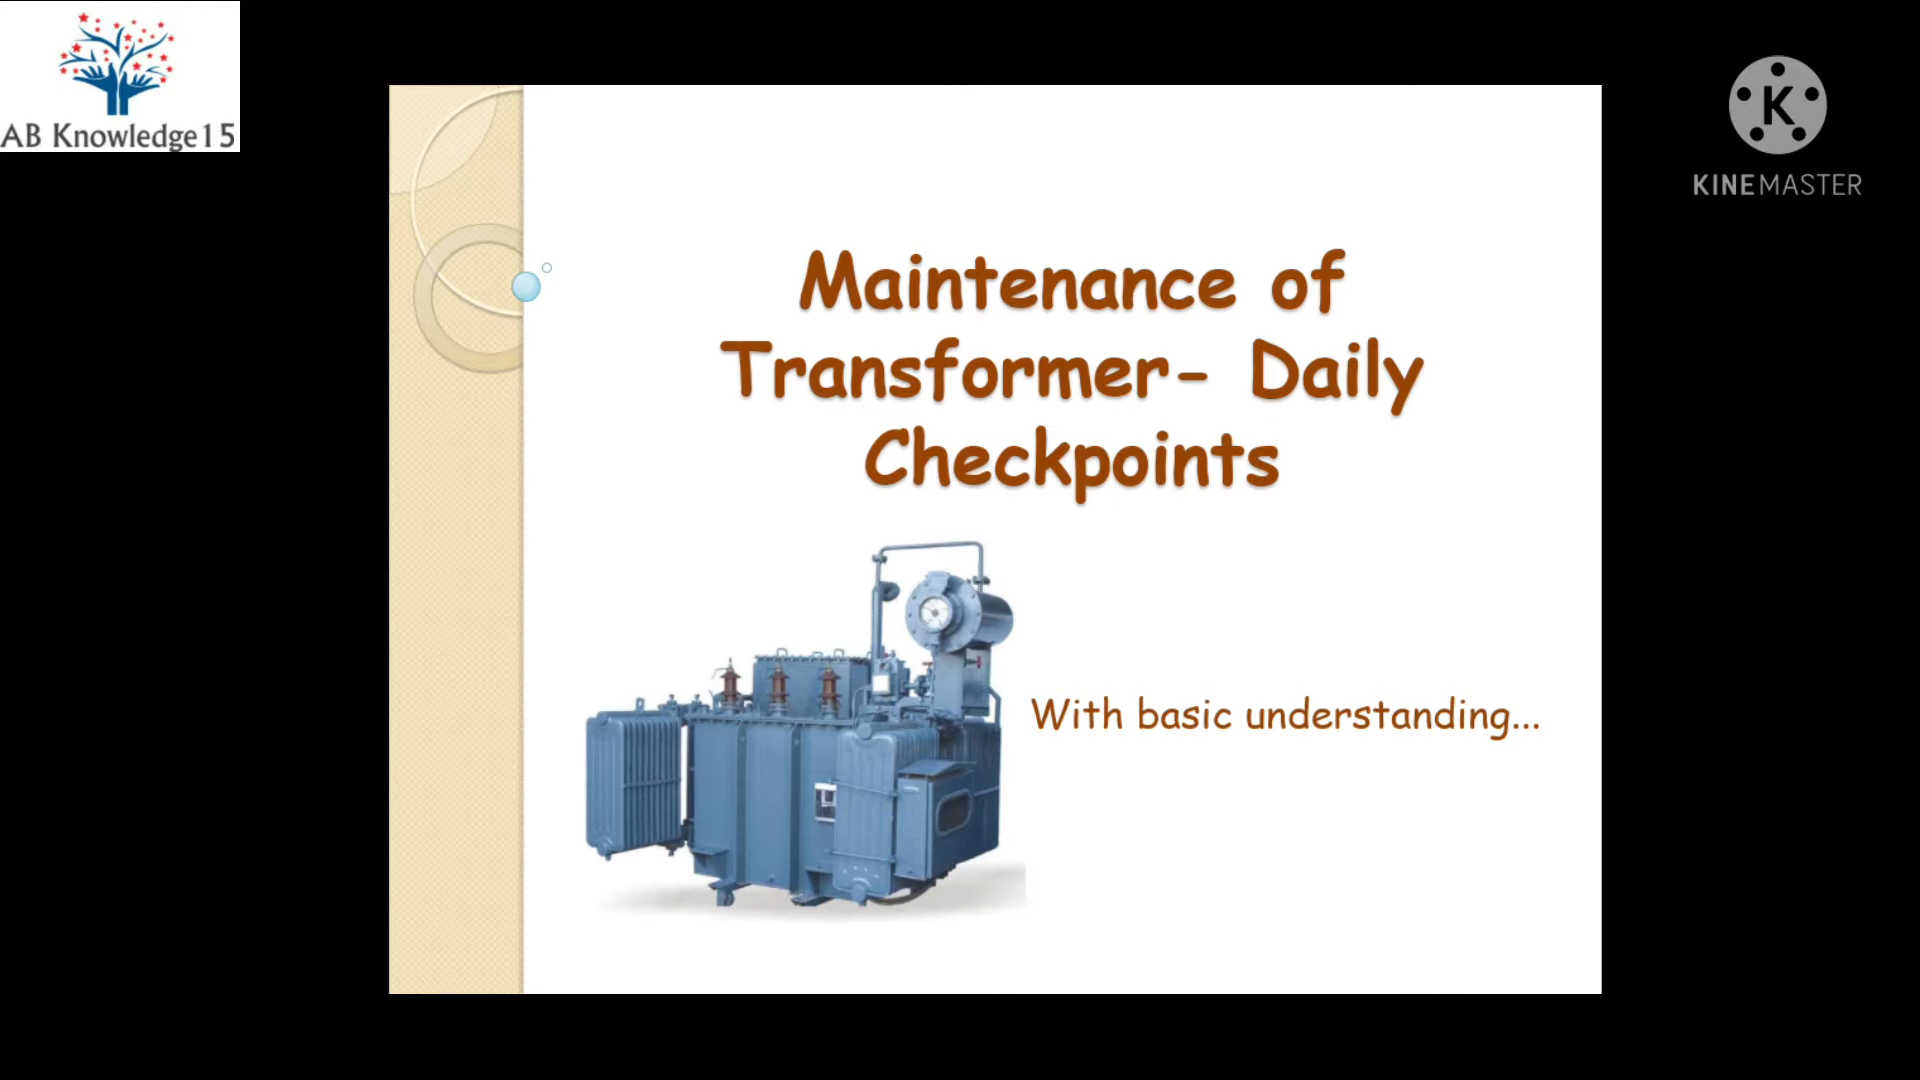 AB Knowledge15
K
KINEMASTER
Maintenance of
Transformer- Daily
Checkpoints
With basic understanding...